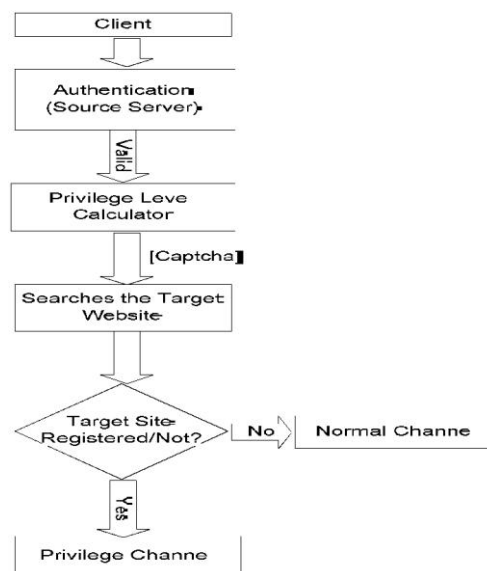 Client
Authentication
(Source Server)
Valid
Privilege Leve
Calculator
[Captcha]
Searches the Target
Website
Target Site
Registered/Not?
No
Normal Channe
Yes
Privilege Channe